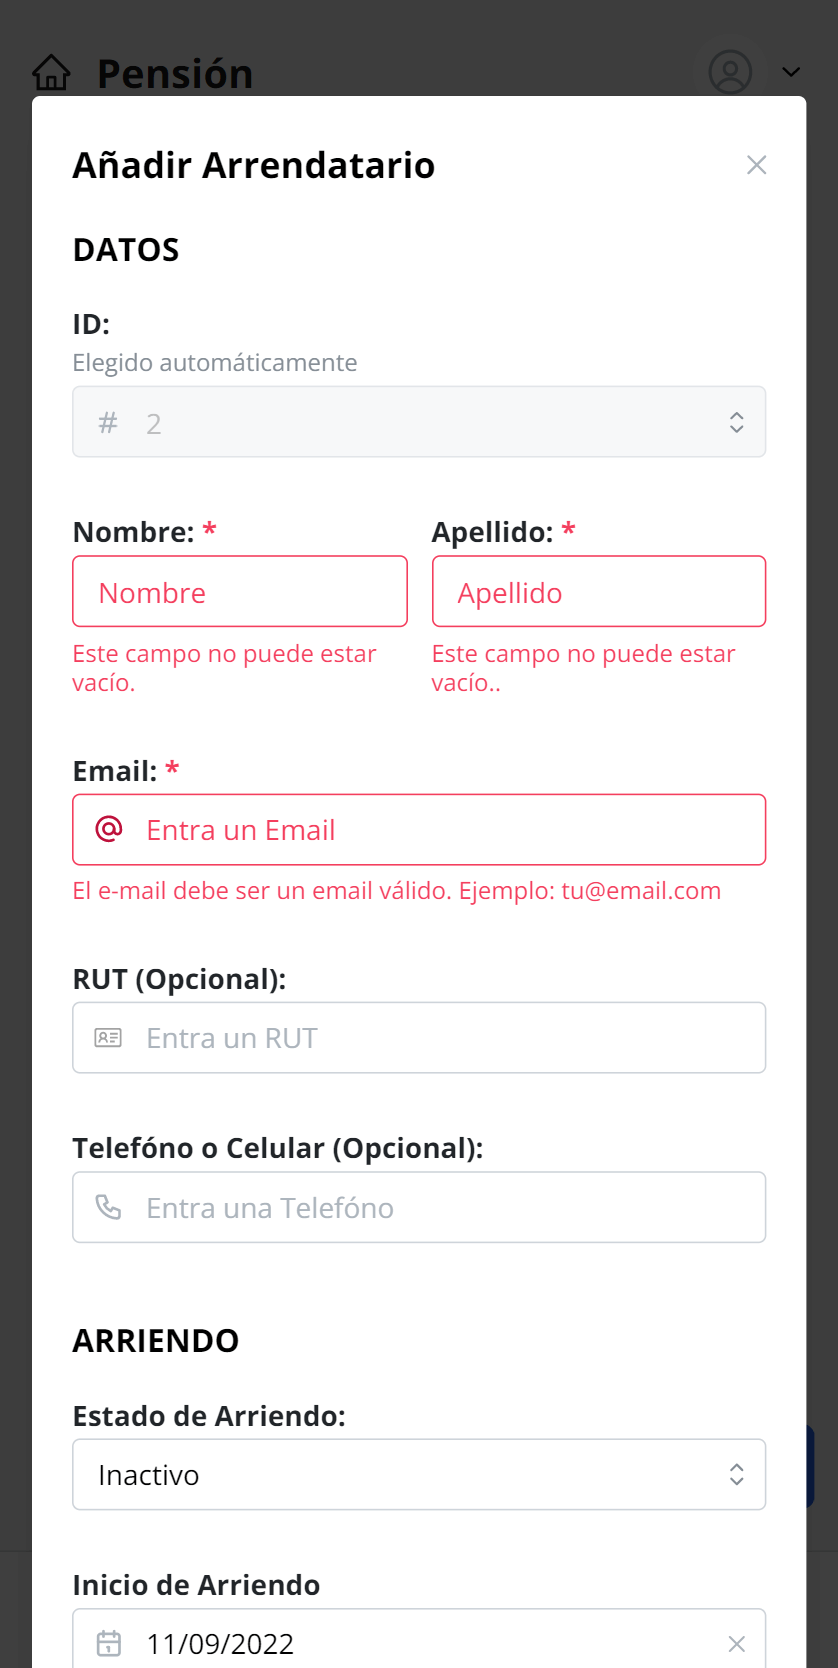 Pensión
Añadir Arrendatario
DATOS
ID:
Elegido automáticamente
# 2
Nombre: * Apellido: *
Nombre Apellido
Este campo no puede estar Este campo no puede estar
vacío. vacío..
Email: *
@ Entra un Email
El e-mail debe ser un email válido. Ejemplo: tu@email.com
RUT (Opcional):
Entra un RUT
Telefóno o Celular (Opcional):
Entra una Telefóno
ARRIENDO
Estado de Arriendo:
Inactivo
Inicio de Arriendo
11/09/2022